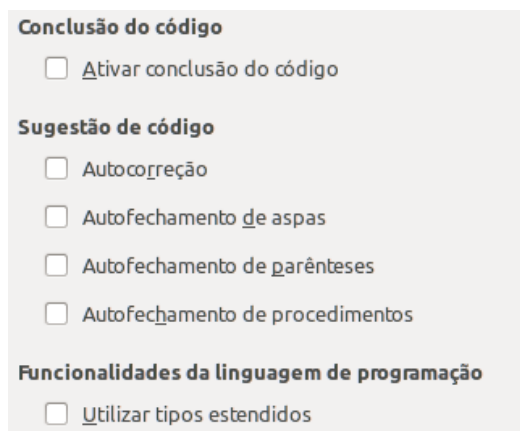 Conclusão do código
Ativar conclusão do código
Sugestão de código
Autocorreção
Autofechamento de aspas
Autofechamento de parênteses
Autofechamento de procedimentos
Funcionalidades da linguagem de programação
Utilizar tipos estendidos